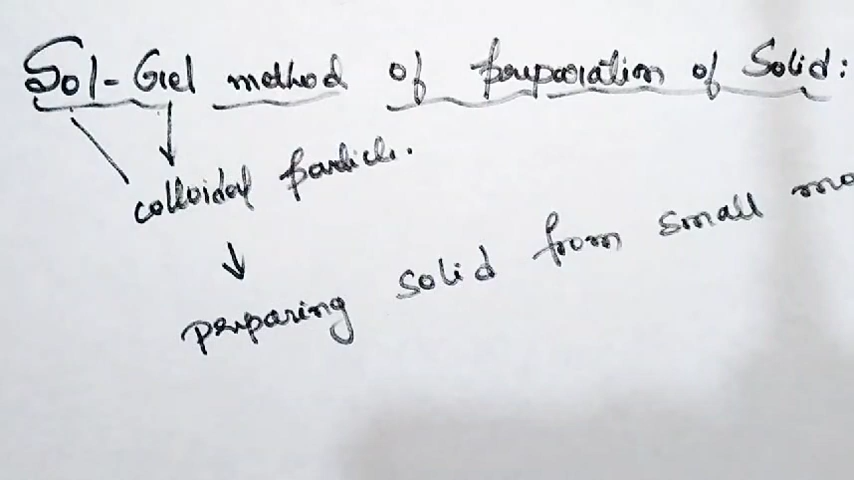 Sol-Gel method of preparation of Solid:
colloidal particle.
preparing solid from small